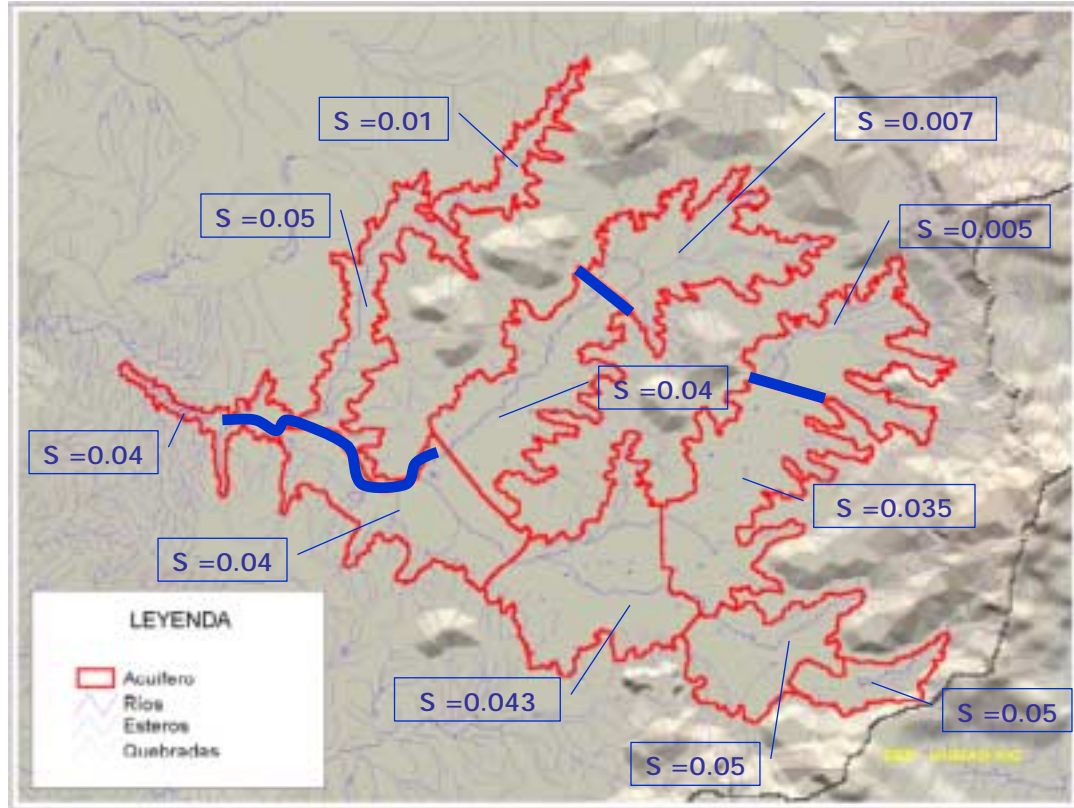 S =0.01
S =0.007
S =0.05
S =0.005
S =0.04
S =0.04
S =0.035
S =0.04
LEYENDA
Acuífero
Ríos
Esteros
Quebradas
S =0.043
S =0.05
S =0.05